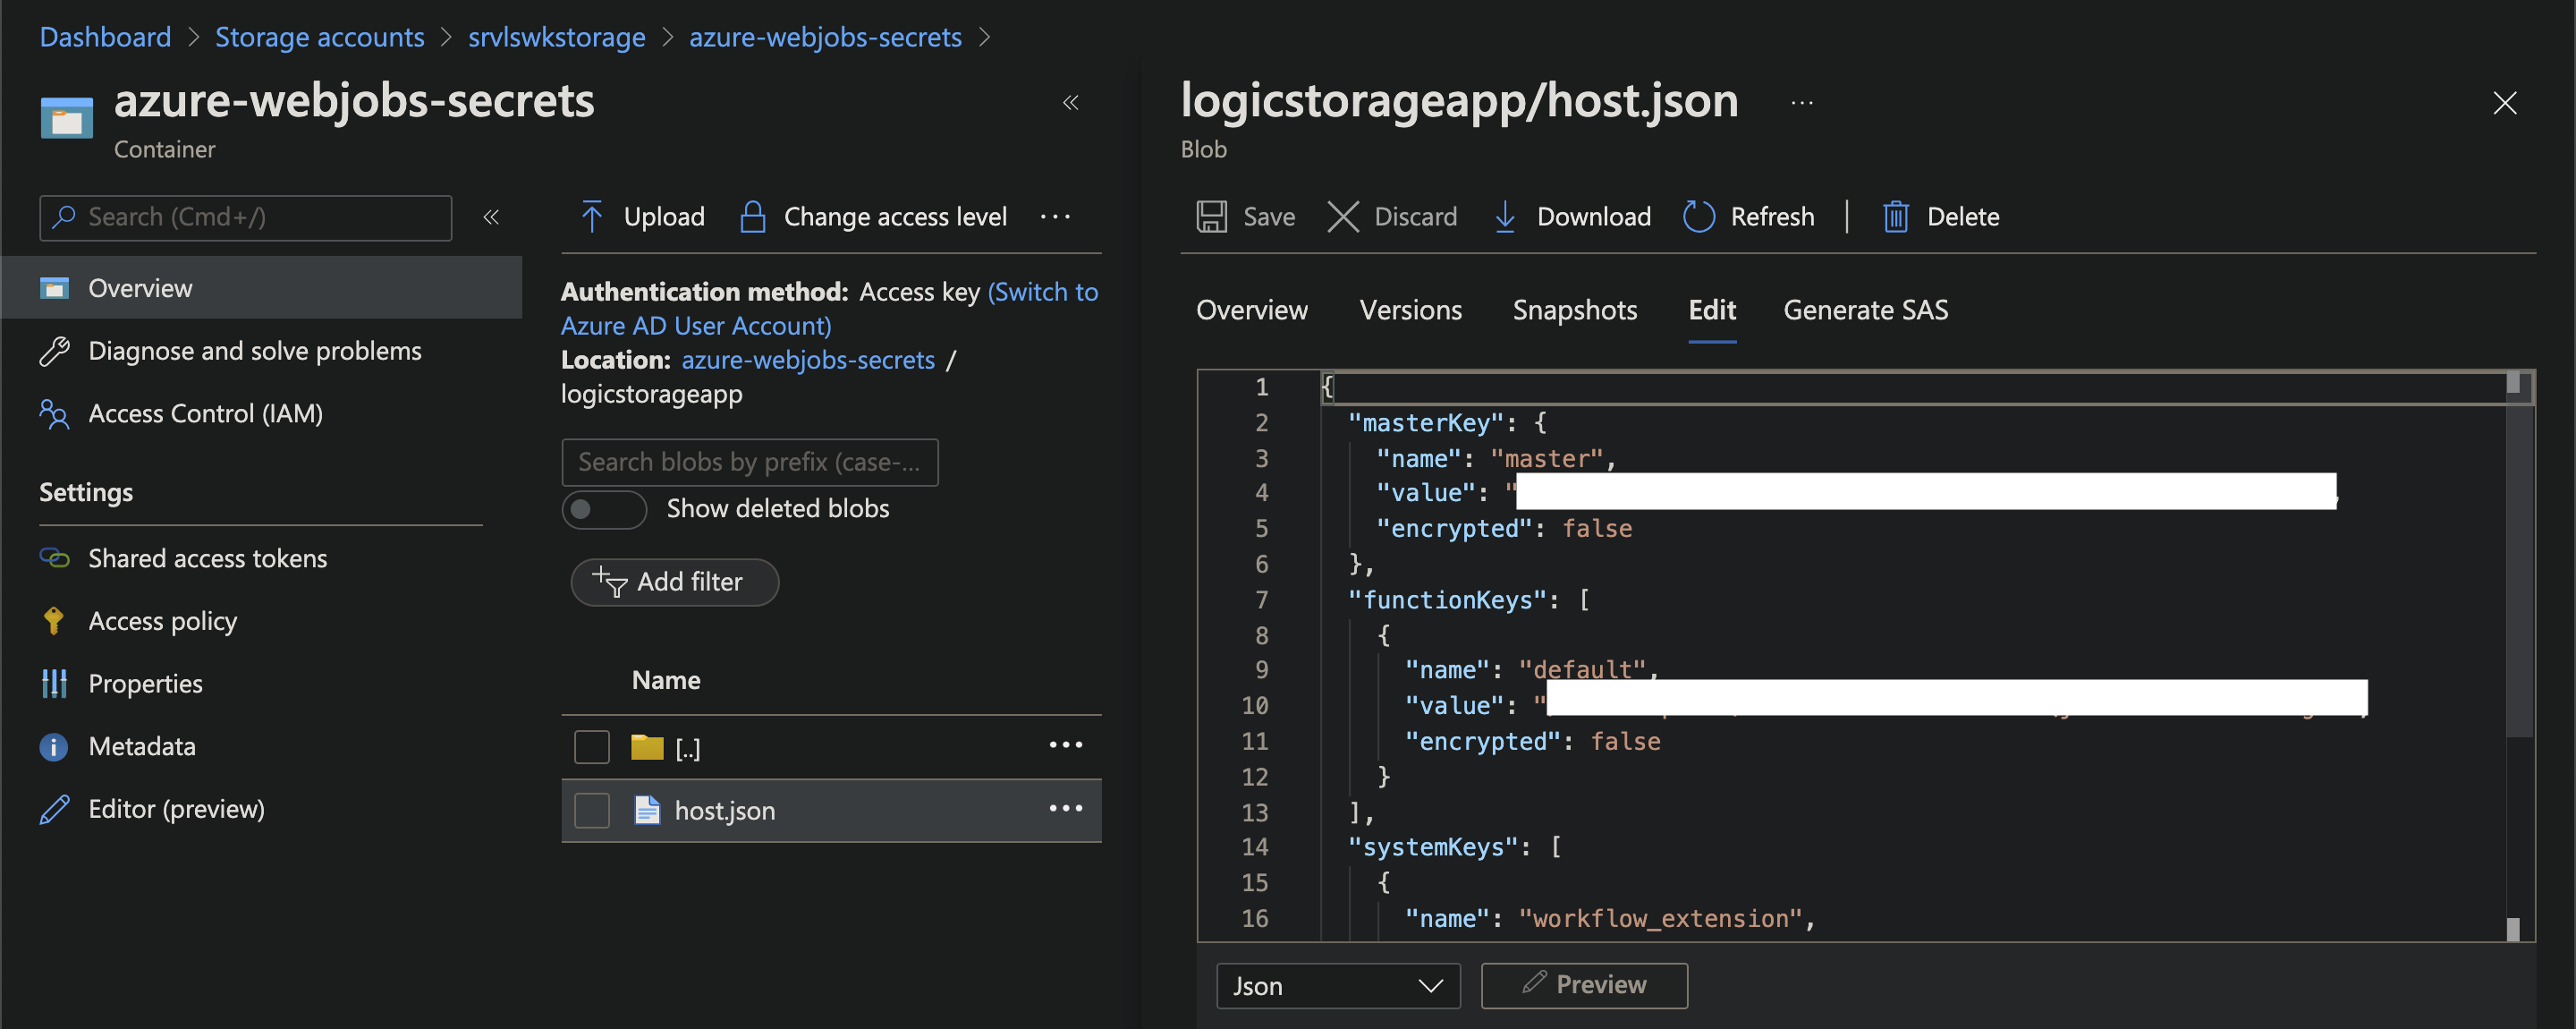 Dashboard > Storage accounts > srvlswkstorage > azure-webjobs-secrets >
azure-webjobs-secrets
Container
«
Search (Cmd+/)
«
Overview
Diagnose and solve problems
Access Control (IAM)
Settings
Shared access tokens
Access policy
Properties
Metadata
Editor (preview)
Upload Change access level ...
Authentication method: Access key (Switch to
Azure AD User Account)
Location: azure-webjobs-secrets /
logicstorageapp
Search blobs by prefix (case-...
Show deleted blobs
Add filter
Name
[..] •••
host.json •••
logicstorageapp/host.json ...
Blob
Save Discard Download Refresh | Delete
Overview Versions Snapshots Edit Generate SAS
1 {
2 "masterKey": {
3 "name": "master",
4 "value": "
5 "encrypted": false
6 },
7 "functionKeys": [
8 {
9 "name": "default",
10 "value": "
11 "encrypted": false
12 }
13 ],
14 "systemKeys": [
15 {
16 "name": "workflow_extension",
Json Preview